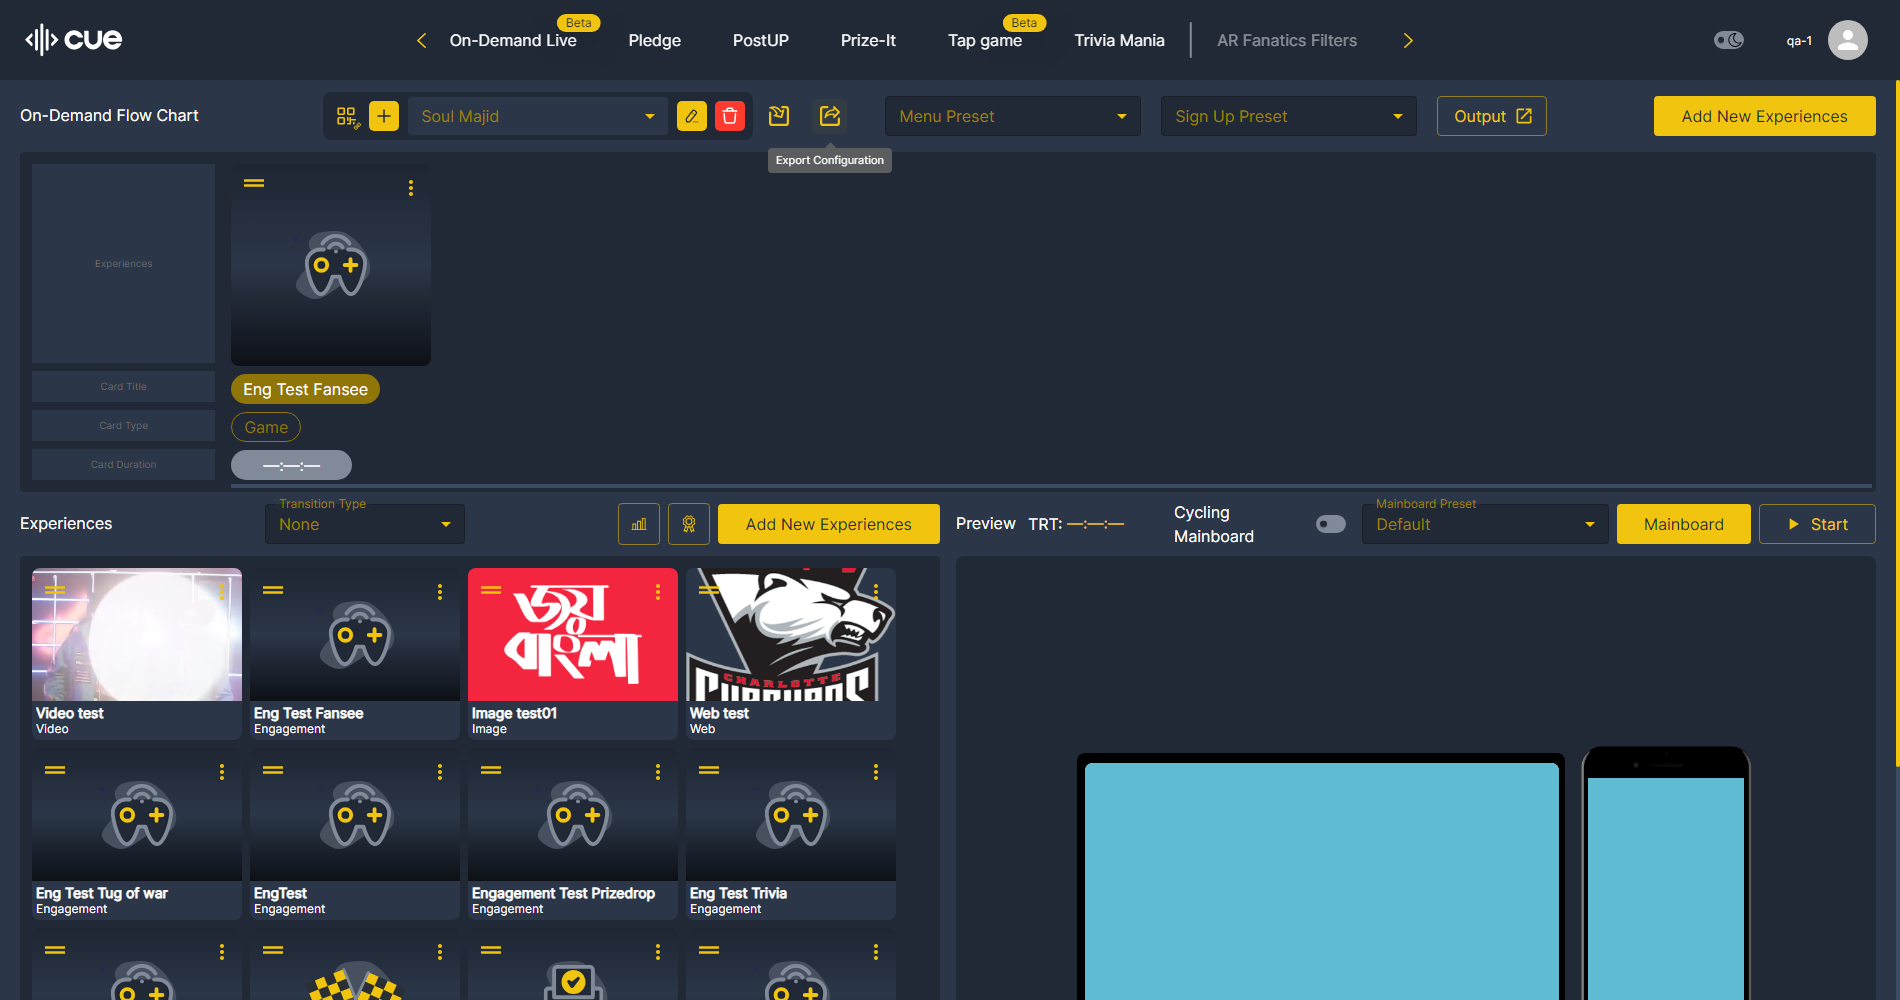 cue
On-Demand Live
Beta
Pledge
PostUP
Prize-It
Tap game
Beta
Trivia Mania
AR Fanatics Filters
qa-1
On-Demand Flow Chart
Soul Majid
Menu Preset
Sign Up Preset
Output
Add New Experiences
Export Configuration
Experiences
Card Title
Eng Test Fansee
Card Type
Game
Card Duration
—:—:—
Experiences
Transition Type
None
Add New Experiences
Preview
TRT: —:—:—
Cycling
Mainboard
Mainboard Preset
Default
Mainboard
Start
জয়
বাংলা
CHARLOTTE
Video test
Video
Eng Test Fansee
Engagement
Image test01
Image
Web test
Web
Eng Test Tug of war
Engagement
EngTest
Engagement
Engagement Test Prizedrop
Engagement
Eng Test Trivia
Engagement